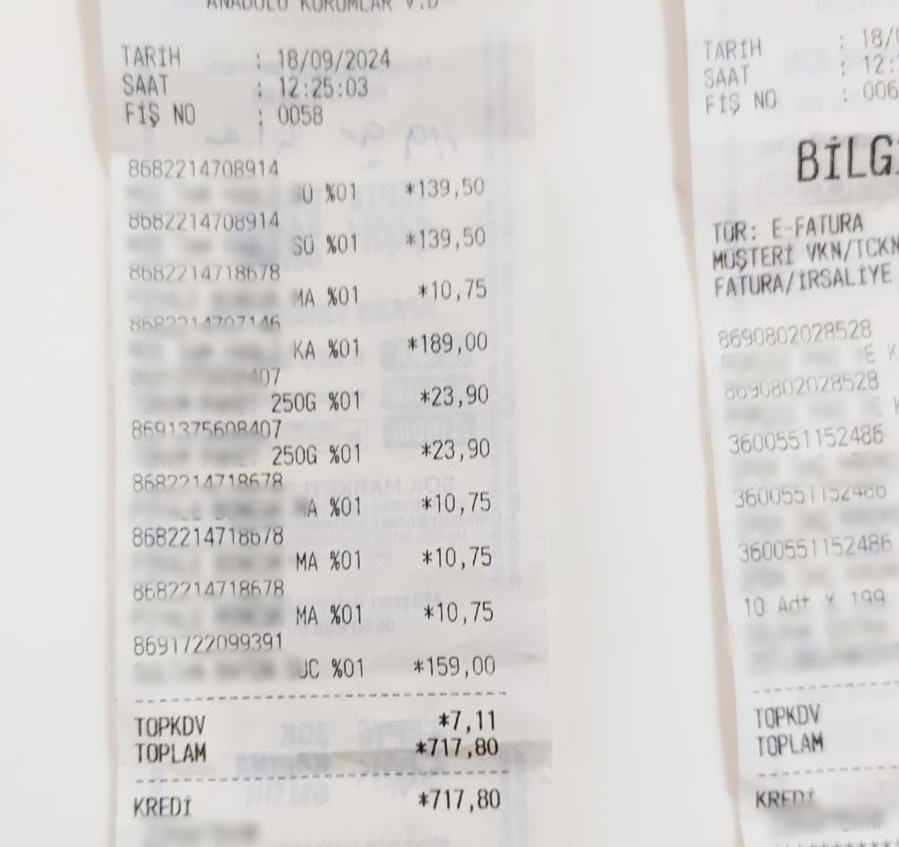 ANADOLU KURUMLAR V.D
TARİH : 18/09/2024
SAAT : 12:25:03
FİŞ NO : 0058
8682214708914
SÜ %01 *139,50
8682214708914
SÜ %01 *139,50
8682214718678
MA %01 *10,75
8682214707146
KA %01 *189,00
250G %01 *23,90
8691375608407
250G %01 *23,90
8682214718678
A %01 *10,75
8682214718678
MA %01 *10,75
8682214718678
MA %01 *10,75
8691722099391
UC %01 *159,00
TOPKDV *7,11
TOPLAM *717,80
KREDİ *717,80
TARİH : 18/
SAAT : 12:
FİŞ NO : 006
BİLG
TÜR: E-FATURA
MÜŞTERİ VKN/TCKN
FATURA/İRSALİYE
8690802028528
E K
8690802028528
3600551152486
3600551152486
3600551152486
10 Adt X 199
TOPKDV
TOPLAM
KREDİ